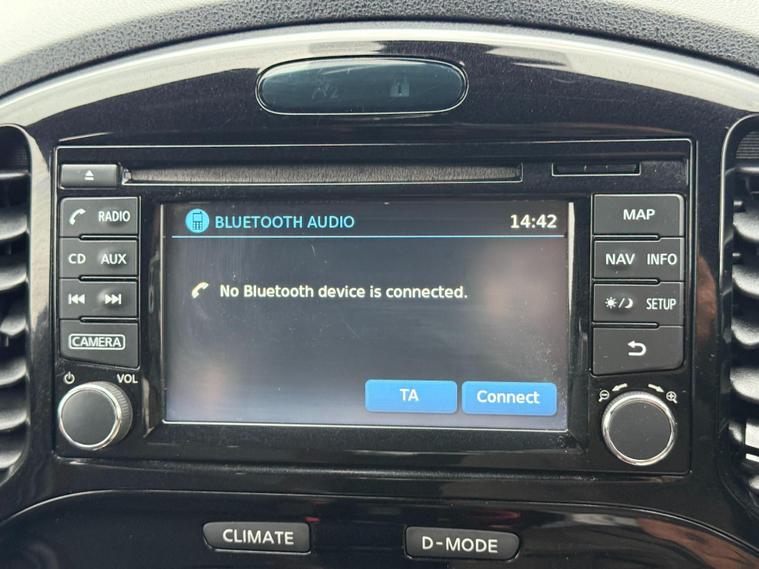 BLUETOOTH AUDIO 14:42
No Bluetooth device is connected.
TA Connect
RADIO
CD AUX
CAMERA
VOL
MAP
NAV INFO
SETUP
CLIMATE
D-MODE